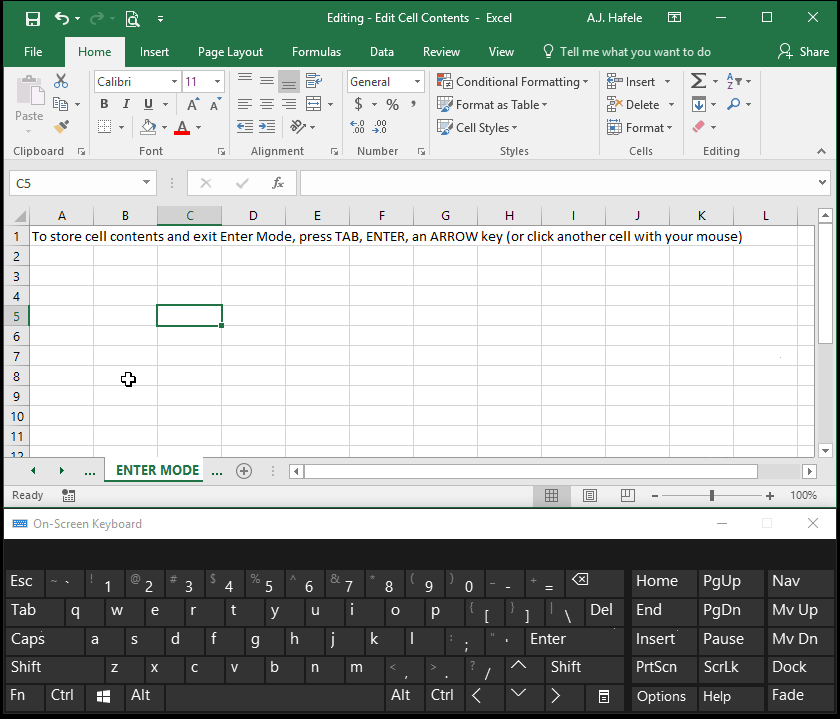 Editing - Edit Cell Contents - Excel A.J. Hafele
File Home Insert Page Layout Formulas Data Review View Tell me what you want to do Share
Calibri 11 General Conditional Formatting Insert Σ
Paste B I U A A $ % , Format as Table Delete
A Cell Styles Format
Clipboard Font Alignment Number Styles Cells Editing
C5 fx
A B C D E F G H I J K L
1 To store cell contents and exit Enter Mode, press TAB, ENTER, an ARROW key (or click another cell with your mouse)
2
3
4
5
6
7
8
9
10
11
12
... ENTER MODE ...
Ready 100%
On-Screen Keyboard
Esc ~ ` ! 1 @ 2 # 3 $ 4 % 5 ^ 6 & 7 * 8 ( 9 ) 0 _ - + = Home PgUp Nav
Tab q w e r t y u i o p { [ } ] | \ Del End PgDn Mv Up
Caps a s d f g h j k l : ; " ' Enter Insert Pause Mv Dn
Shift z x c v b n m < , > . ? / Shift PrtScn ScrLk Dock
Fn Ctrl Alt Alt Ctrl Options Help Fade